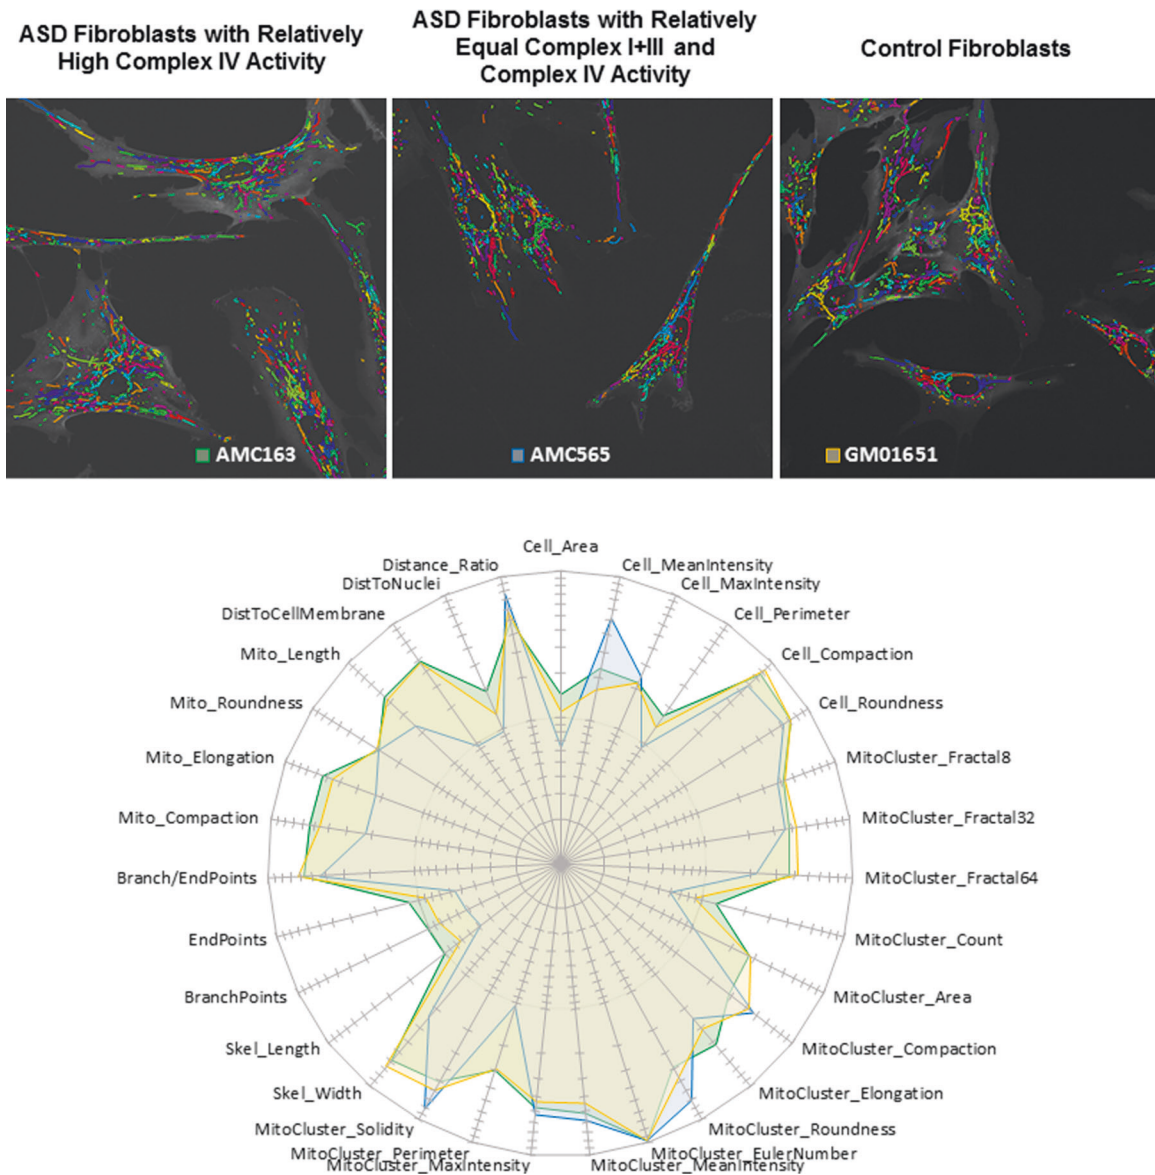 ASD Fibroblasts with Relatively
High Complex IV Activity
ASD Fibroblasts with Relatively
Equal Complex I+III and
Complex IV Activity
Control Fibroblasts
AMC163
AMC565
GM01651
Cell_Area
Cell_MeanIntensity
Cell_MaxIntensity
Cell_Perimeter
Cell_Compaction
Cell_Roundness
MitoCluster_Fractal8
MitoCluster_Fractal32
MitoCluster_Fractal64
MitoCluster_Count
MitoCluster_Area
MitoCluster_Compaction
MitoCluster_Elongation
MitoCluster_Roundness
MitoCluster_EulerNumber
MitoCluster_MeanIntensity
MitoCluster_MaxIntensity
MitoCluster_Perimeter
MitoCluster_Solidity
Skel_Width
Skel_Length
BranchPoints
EndPoints
Branch/EndPoints
Mito_Compaction
Mito_Elongation
Mito_Roundness
Mito_Length
DistToCellMembrane
DistToNuclei
Distance_Ratio